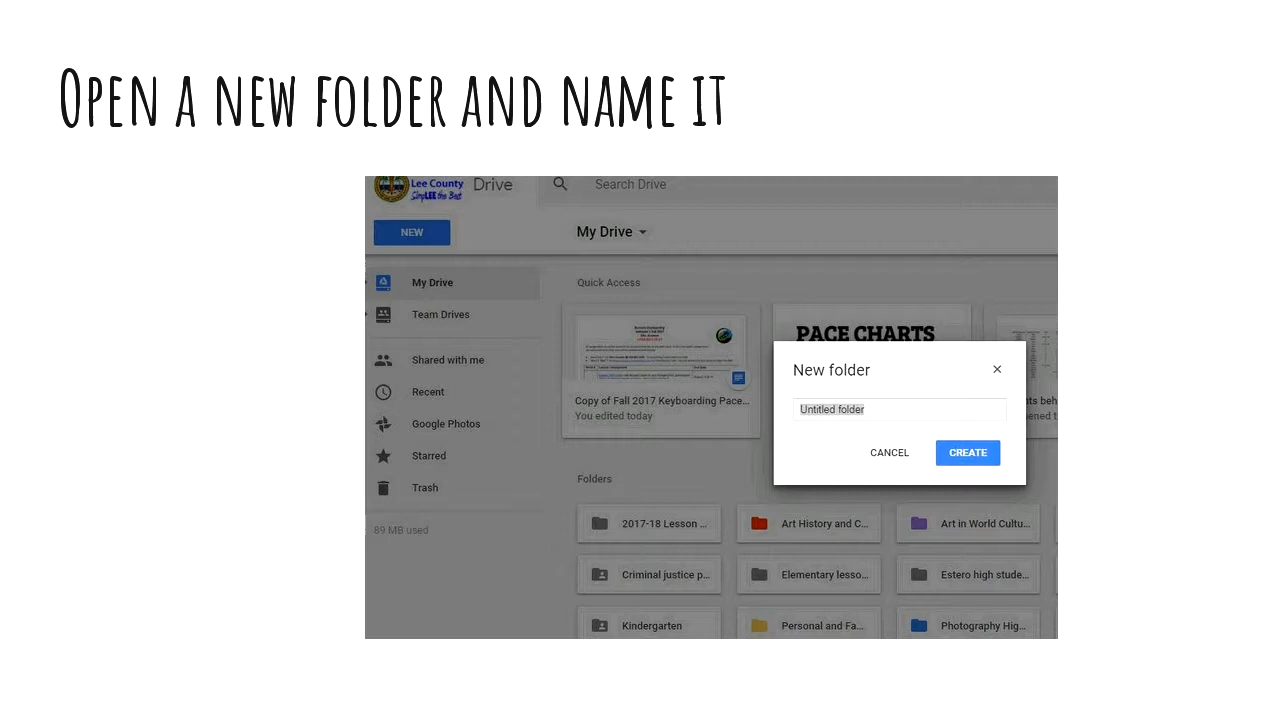 Open a new folder and name it
Lee County
SimpLEE the Best
Drive
Search Drive
NEW
My Drive
My Drive
Team Drives
Shared with me
Recent
Google Photos
Starred
Trash
89 MB used
Quick Access
PACE CHARTS
Copy of Fall 2017 Keyboarding Pace...
You edited today
New folder
Untitled folder
CANCEL
CREATE
Folders
2017-18 Lesson ...
Art History and C...
Art in World Cultu...
Criminal justice p...
Elementary lesso...
Estero high stude...
Kindergarten
Personal and Fa...
Photography Hig...